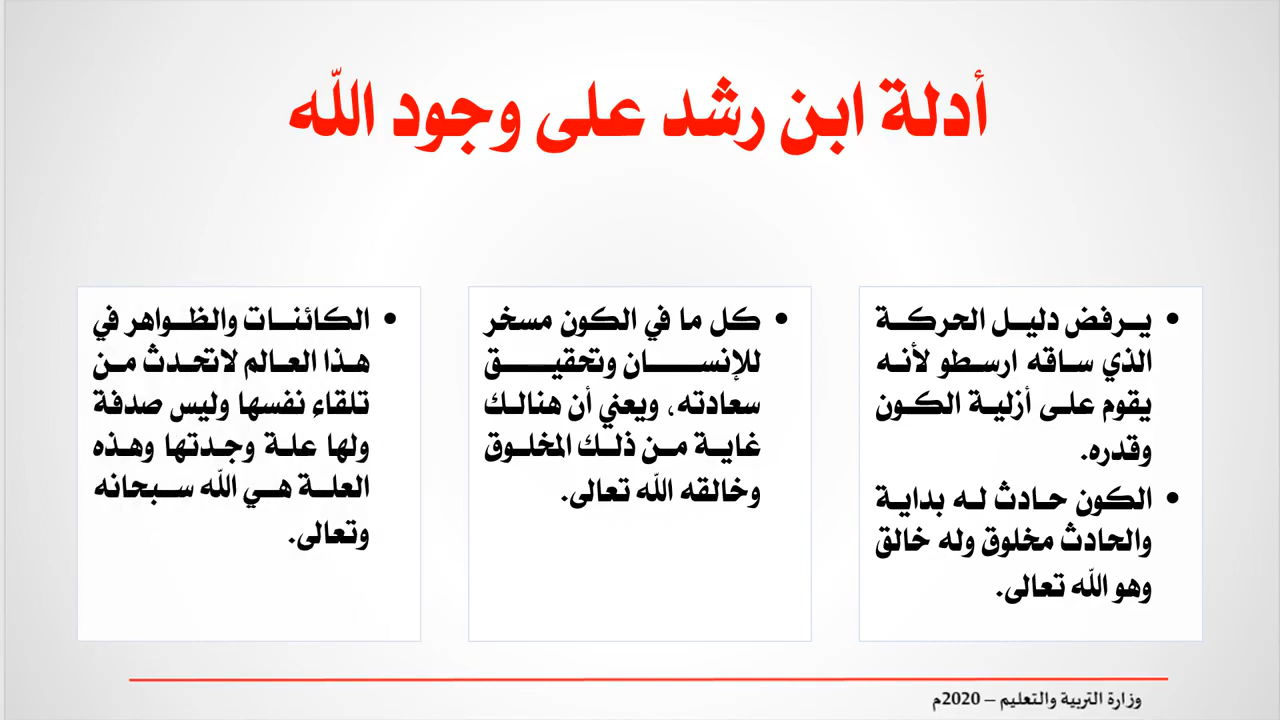 أدلة ابن رشد على وجود الله
• يرفض دليل الحركة
الذي ساقه ارسطو لأنه
يقوم على أزلية الكون
وقدره.
• الكون حادث له بداية
والحادث مخلوق وله خالق
وهو الله تعالى.
• كل ما في الكون مسخر
للإنسان وتحقيق
سعادته، ويعني أن هنالك
غاية من ذلك المخلوق
وخالقه الله تعالى.
• الكائنات والظواهر في
هذا العالم لاتحدث من
تلقاء نفسها وليس صدفة
ولها علة وجدتها وهذه
العلة هي الله سبحانه
وتعالى.
وزارة التربية والتعليم – 2020م